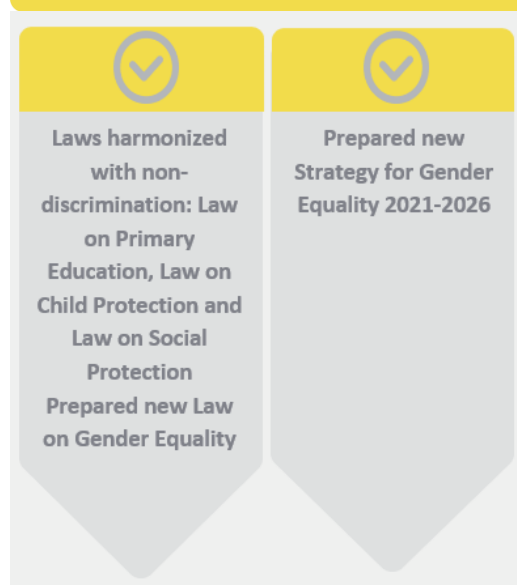 Laws harmonized
with non-
discrimination: Law
on Primary
Education, Law on
Child Protection and
Law on Social
Protection
Prepared new Law
on Gender Equality
Prepared new
Strategy for Gender
Equality 2021-2026